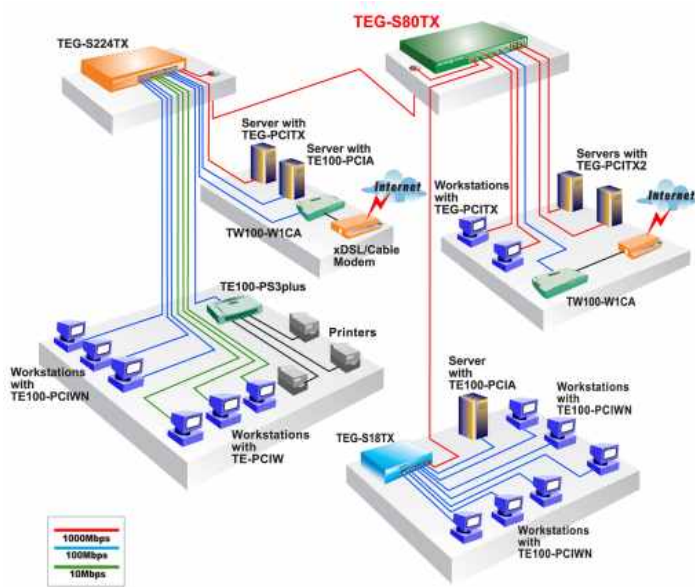 TEG-S80TX
TEG-S224TX
Server with
TEG-PCITX
Server with
TE100-PCIA
Internet
TW100-W1CA
xDSL/Cable
Modem
Workstations
with
TEG-PCITX
Servers with
TEG-PCITX2
Internet
TW100-W1CA
TE100-PS3plus
Printers
Workstations
with
TE100-PCIWN
Workstations
with
TE-PCIW
Server
with
TE100-PCIA
Workstations
with
TE100-PCIWN
TEG-S18TX
Workstations
with
TE100-PCIWN
1000Mbps
100Mbps
10Mbps